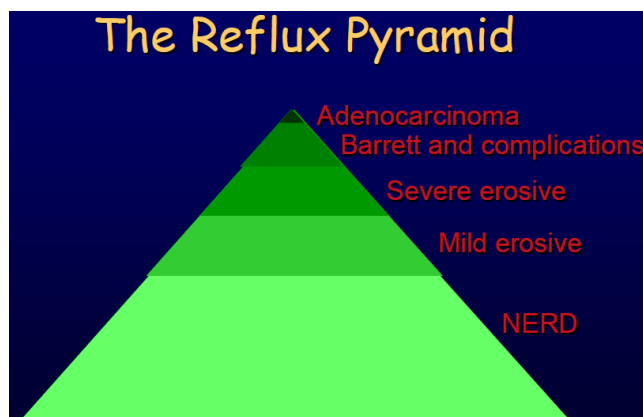 The Reflux Pyramid
Adenocarcinoma
Barrett and complications
Severe erosive
Mild erosive
NERD